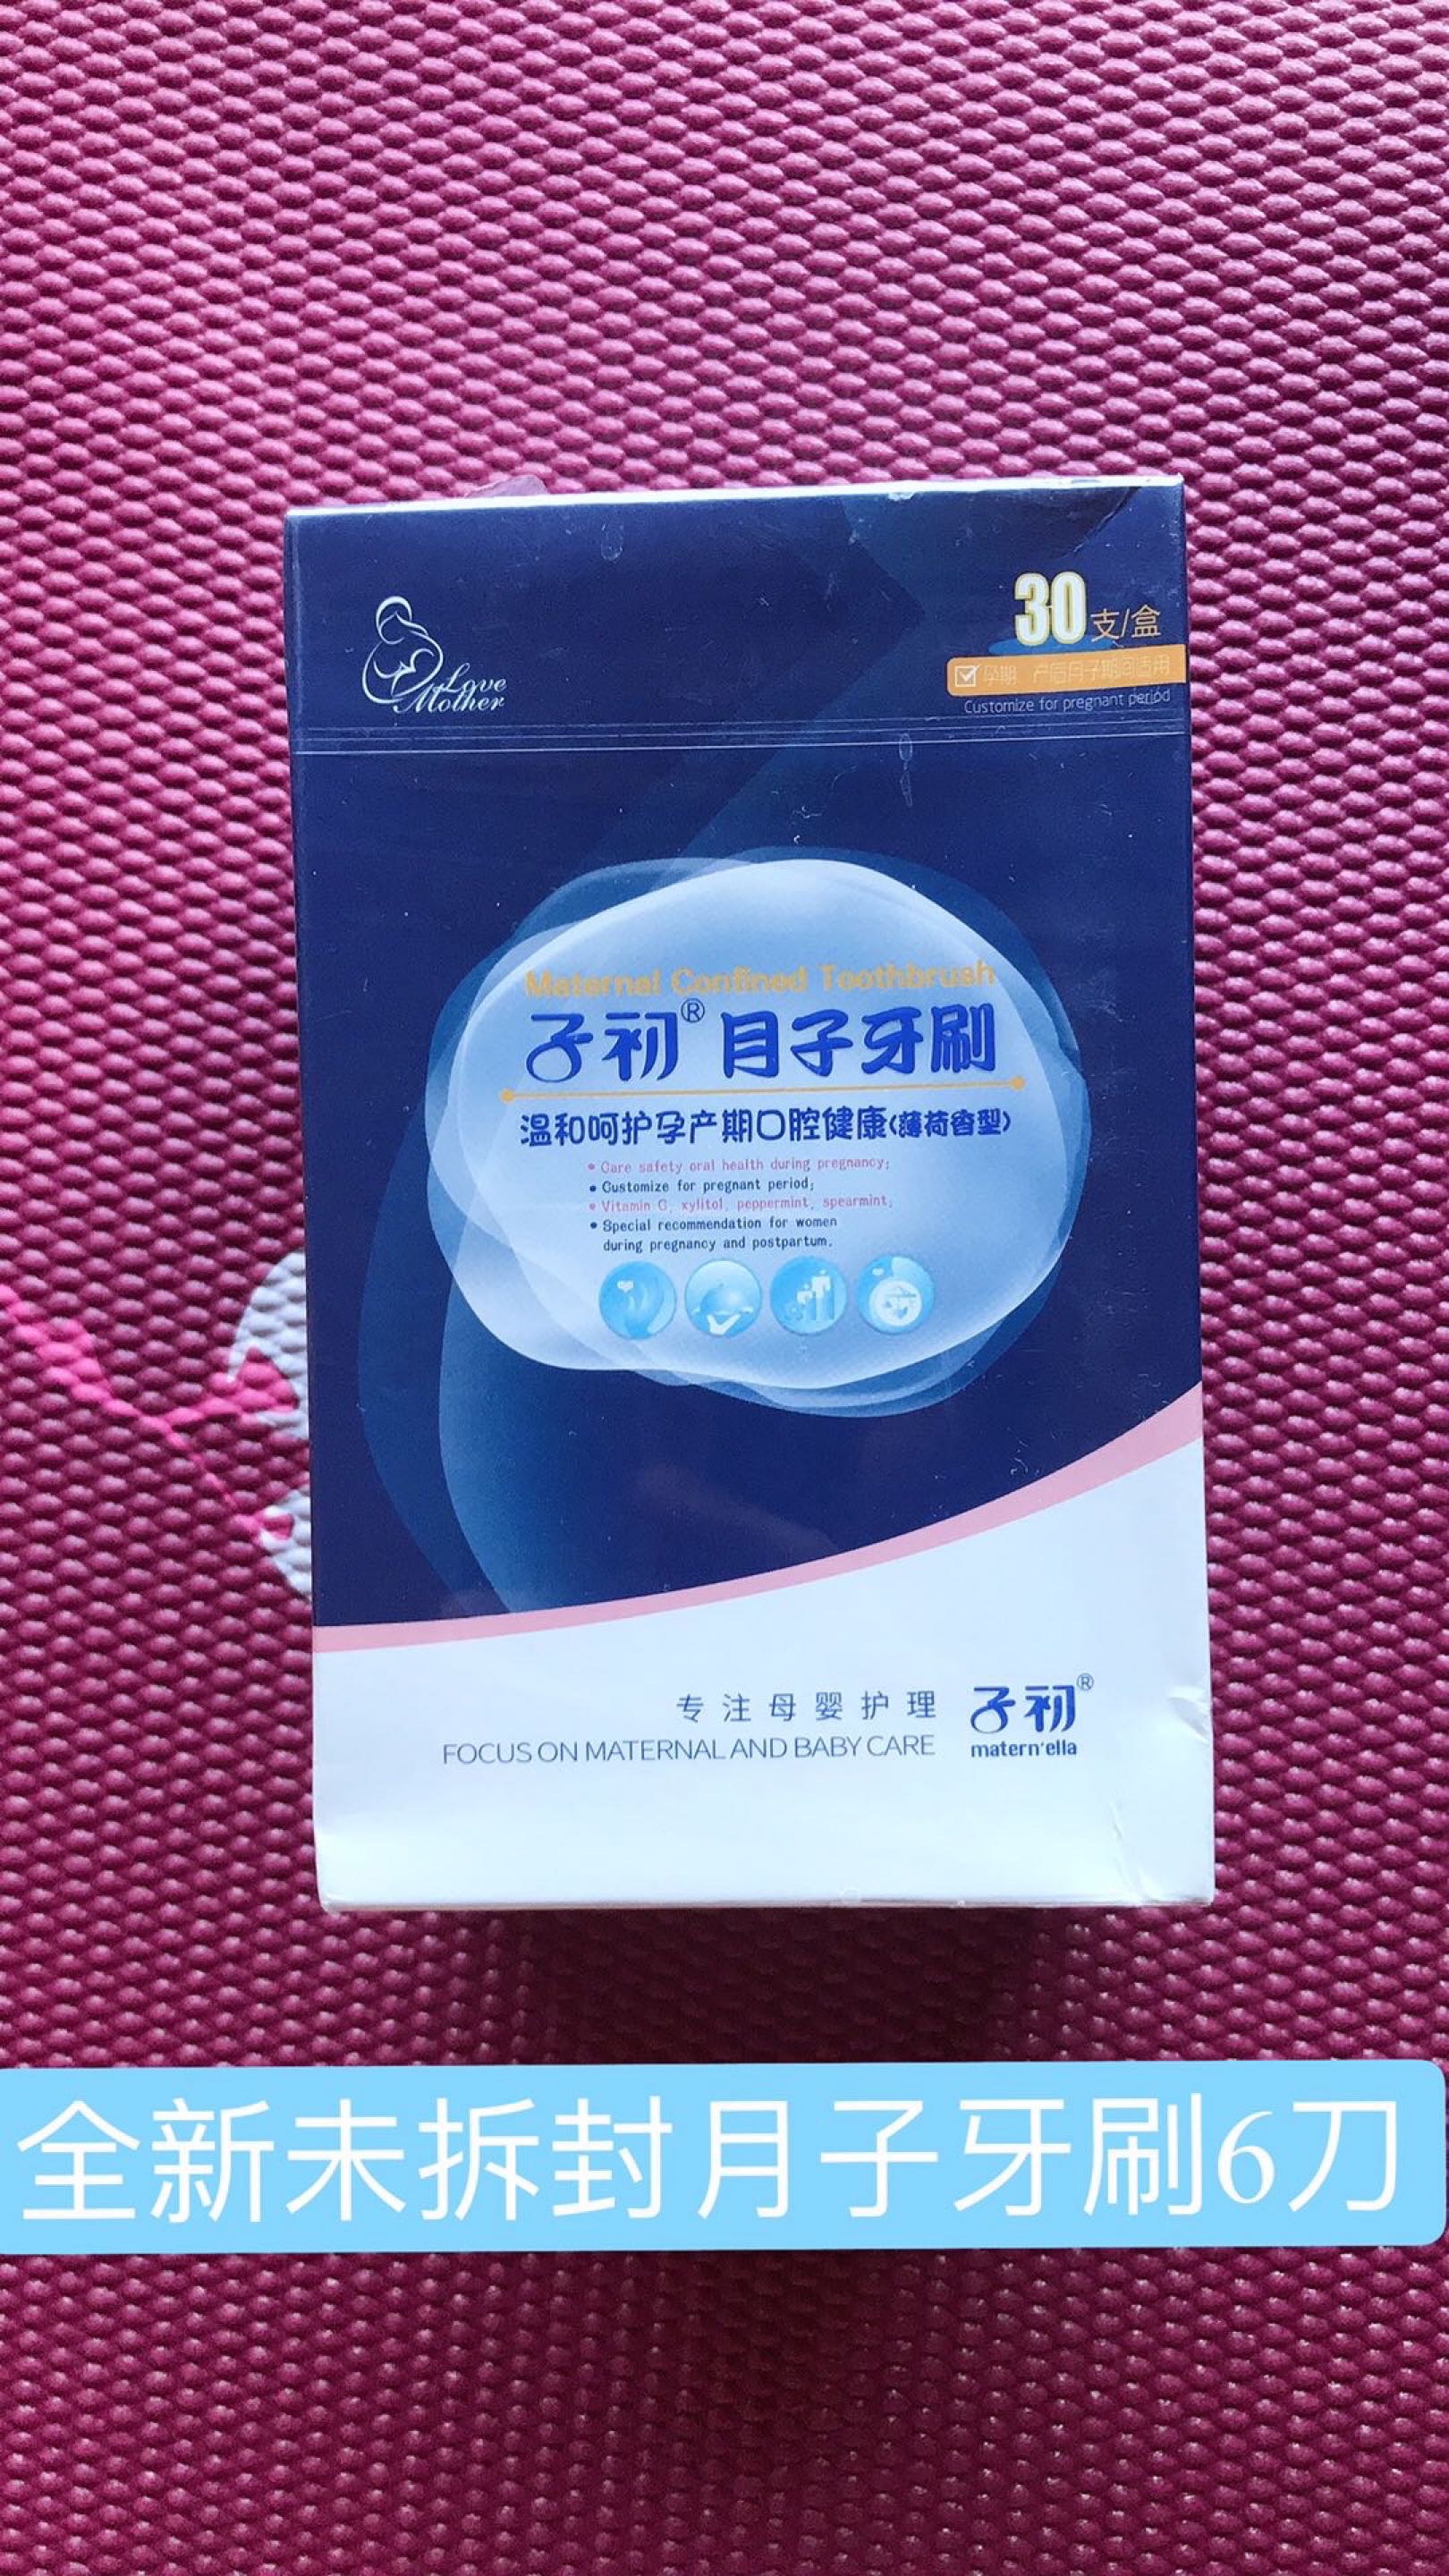 Love
Mother
30支/盒
孕期、产后月子期间适用
Customize for pregnant period
Maternal Confined Toothbrush
子初® 月子牙刷
温和呵护孕产期口腔健康(薄荷香型)
• Care safety oral health during pregnancy;
• Customize for pregnant period;
• Vitamin C, xylitol, peppermint, spearmint;
• Special recommendation for women
during pregnancy and postpartum.
专注母婴护理
FOCUS ON MATERNAL AND BABY CARE
子初®
matern'ella
全新未拆封月子牙刷6刀